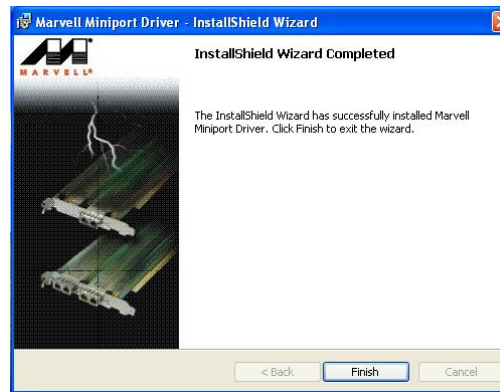 Marvell Miniport Driver - InstallShield Wizard
MARVELL®
InstallShield Wizard Completed
The InstallShield Wizard has successfully installed Marvell
Miniport Driver. Click Finish to exit the wizard.
< Back
Finish
Cancel